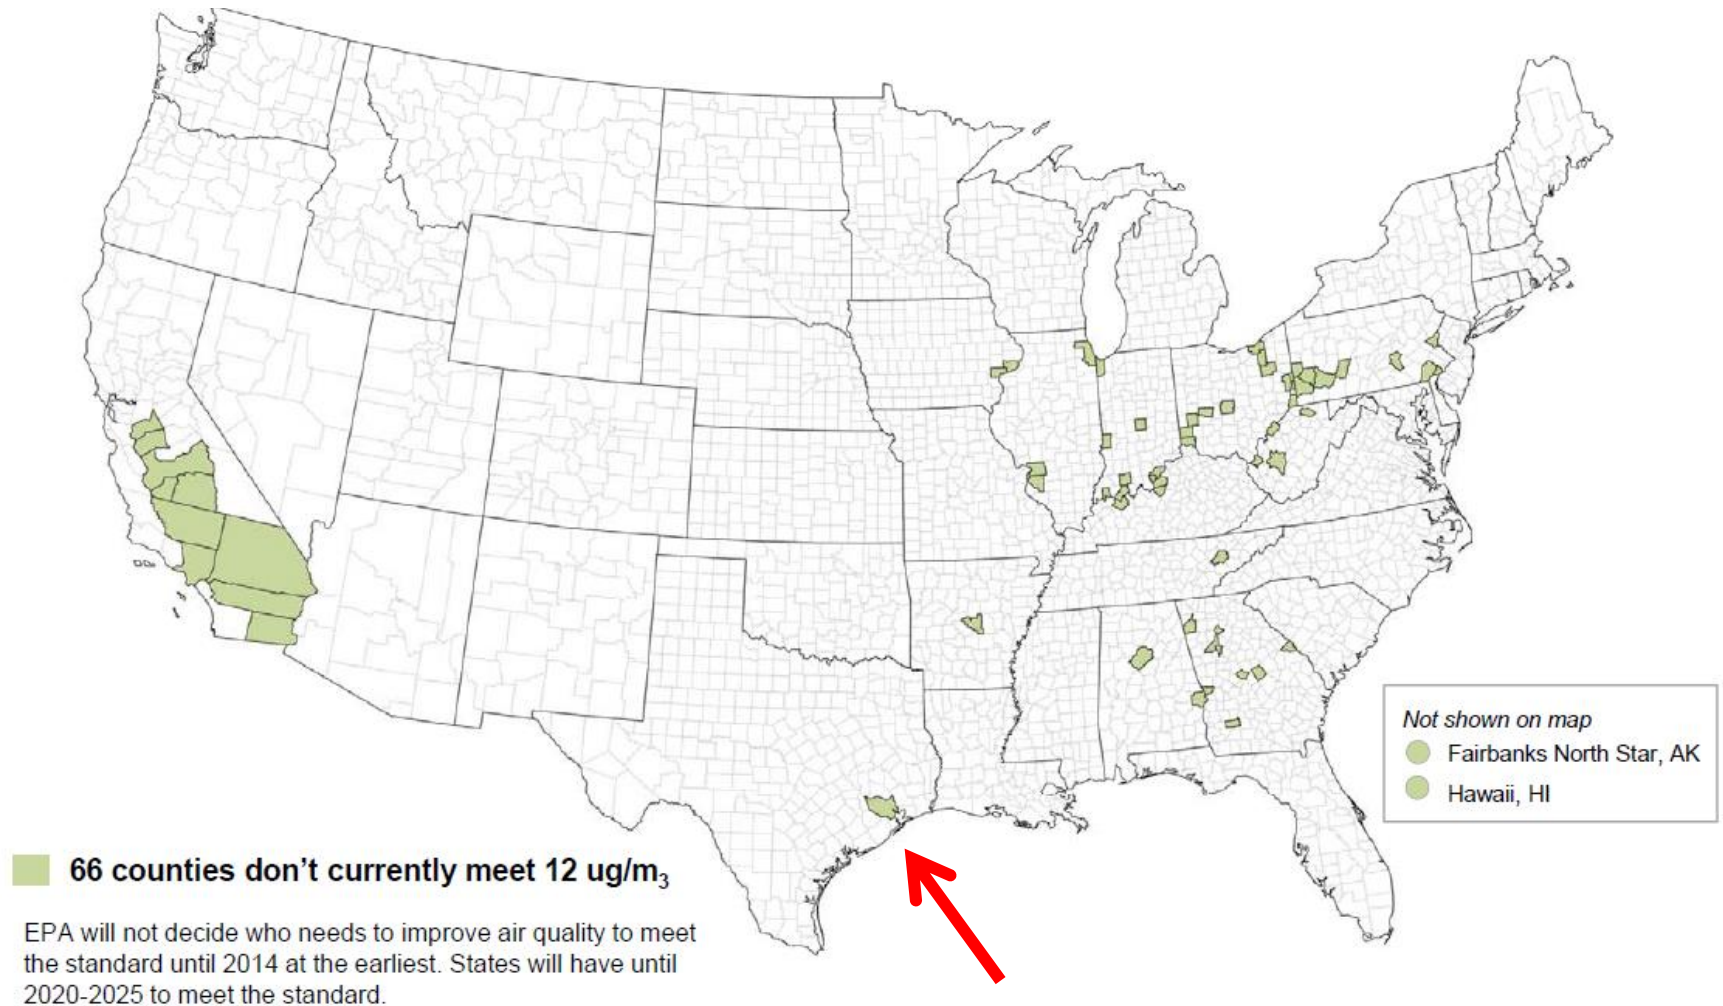 Not shown on map
Fairbanks North Star, AK
Hawaii, HI
66 counties don’t currently meet 12 ug/m₃
EPA will not decide who needs to improve air quality to meet
the standard until 2014 at the earliest. States will have until
2020-2025 to meet the standard.